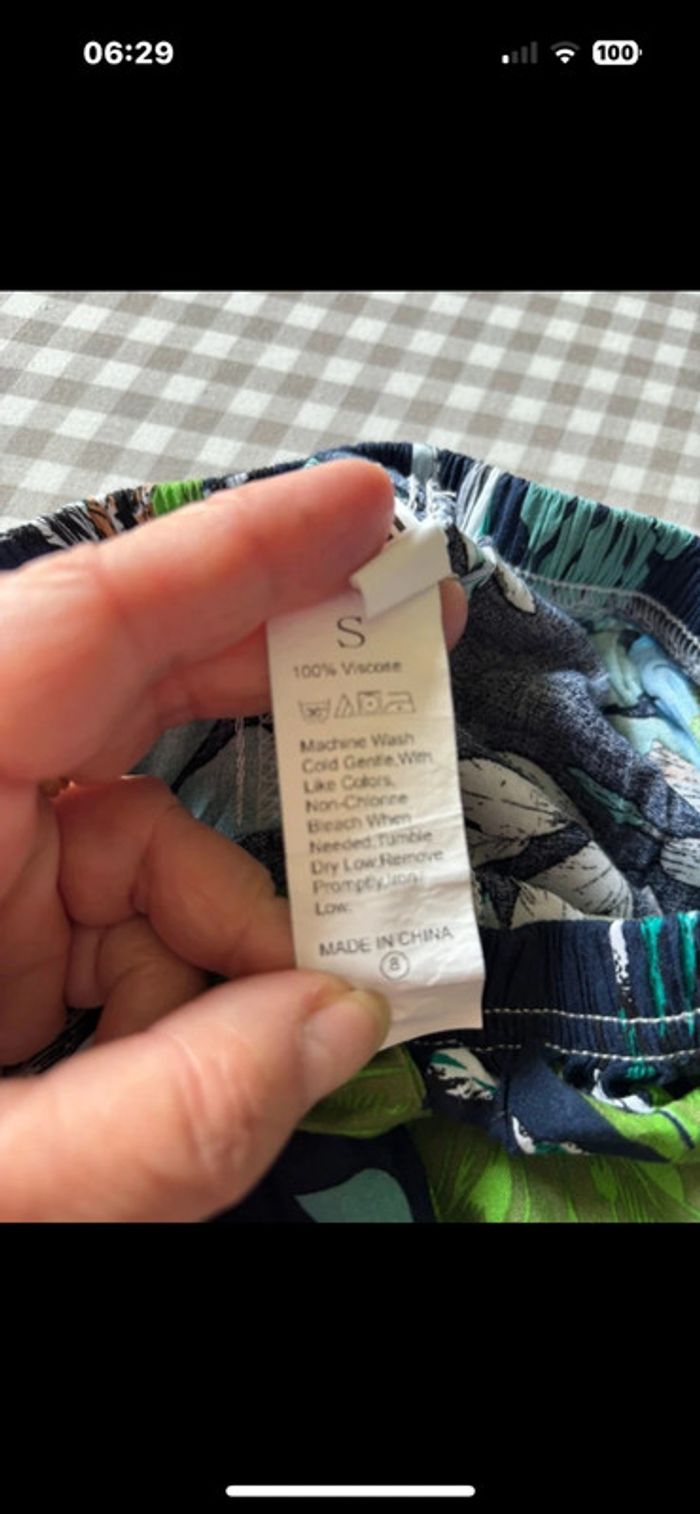 06:29
100
S
100% Viscose
Machine Wash
Cold Gentle,With
Like Colors,
Non-Chlorine
Bleach When
Needed,Tumble
Dry Low,Remove
Promptly,Iron
Low.
MADE IN CHINA
8